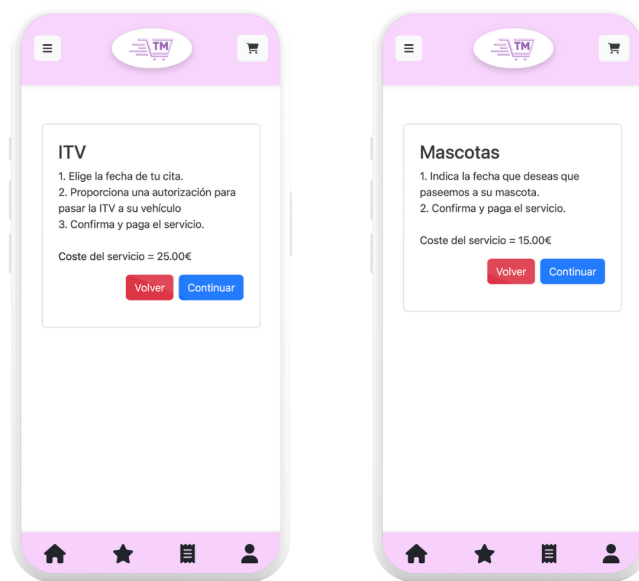 TM
ITV
1. Elige la fecha de tu cita.
2. Proporciona una autorización para
pasar la ITV a su vehículo
3. Confirma y paga el servicio.
Coste del servicio = 25.00€
Volver Continuar
TM
Mascotas
1. Indica la fecha que deseas que
paseemos a su mascota.
2. Confirma y paga el servicio.
Coste del servicio = 15.00€
Volver Continuar